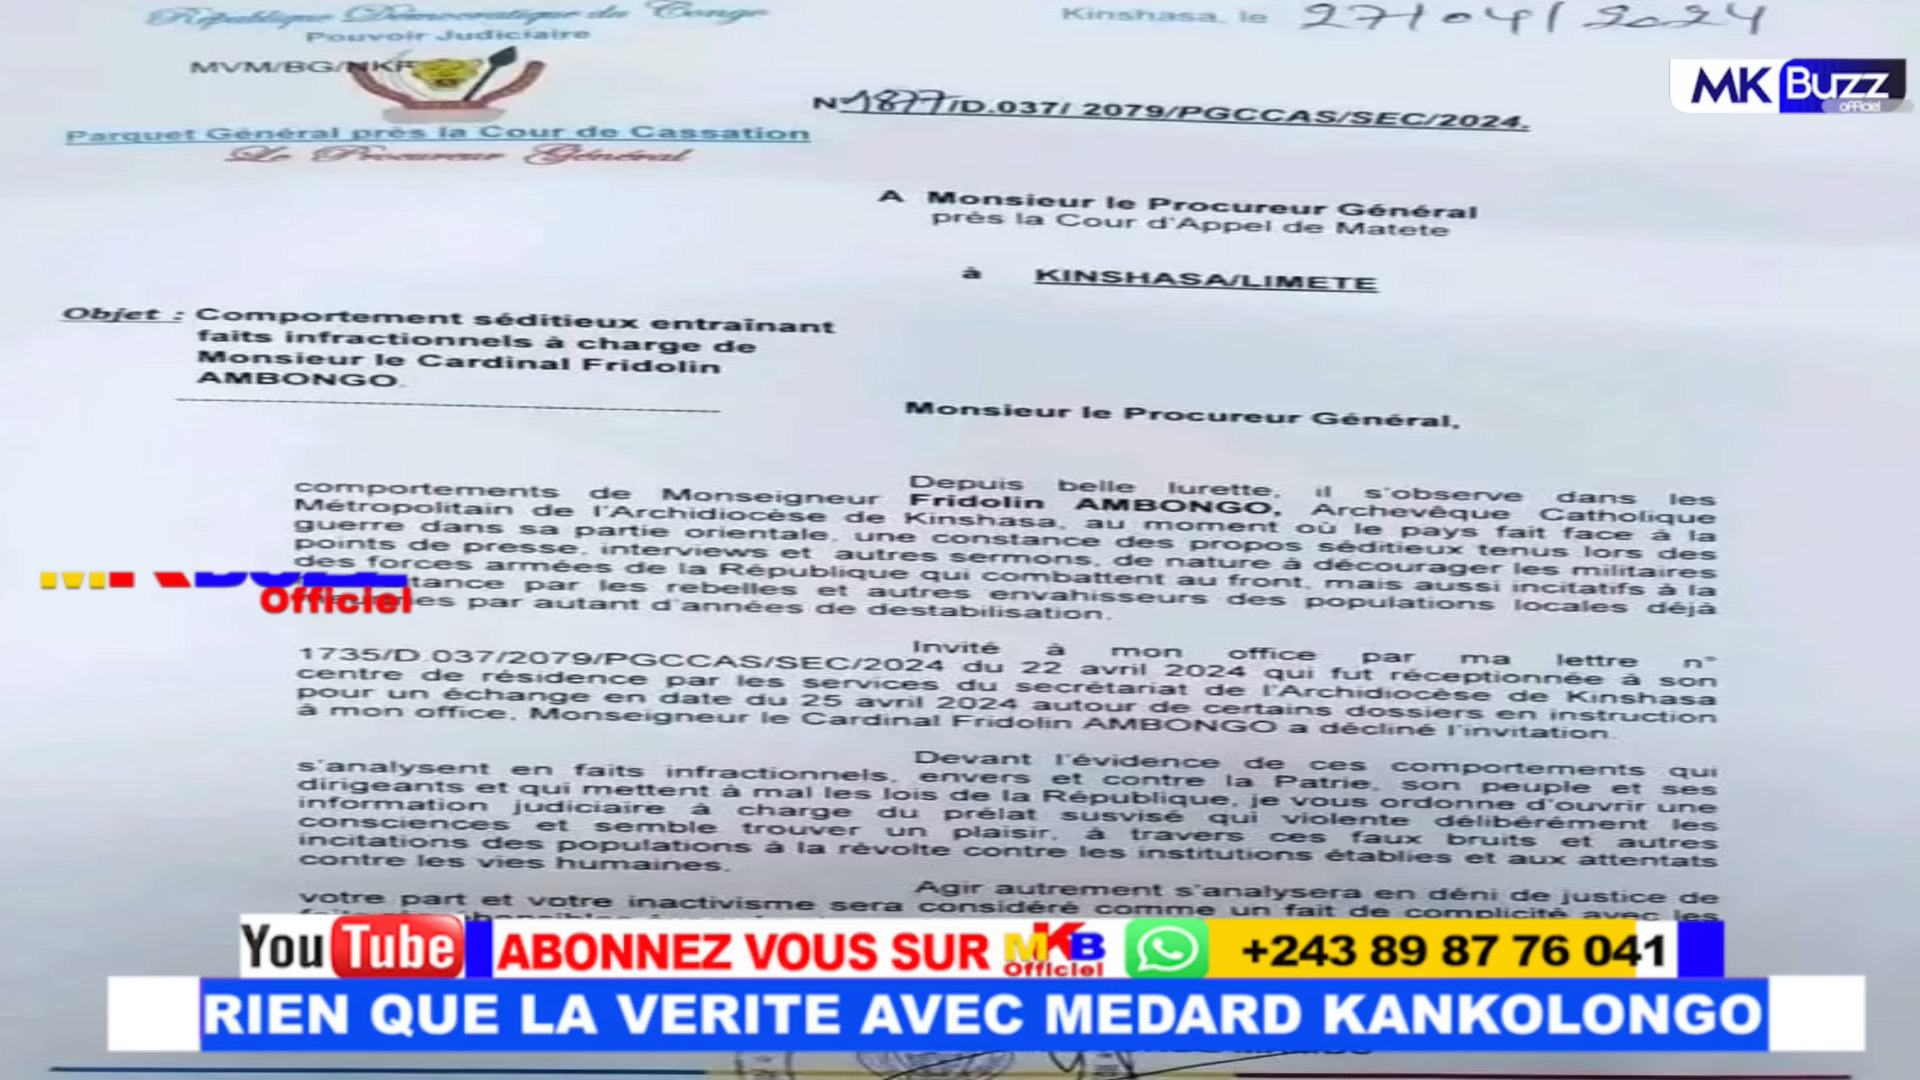 République Démocratique du Congo
Pouvoir Judiciaire
MVM/BG/NKF
Parquet Général près la Cour de Cassation
Le Procureur Général
Kinshasa, le 27/04/2024
MK Buzz
officiel
N°1877/D.037/ 2079/PGCCAS/SEC/2024.
A Monsieur le Procureur Général
près la Cour d'Appel de Matete
à KINSHASA/LIMETE
Objet : Comportement séditieux entraînant
faits infractionnels à charge de
Monsieur le Cardinal Fridolin
AMBONGO.
Monsieur le Procureur Général,
Depuis belle lurette, il s'observe dans les
comportements de Monseigneur Fridolin AMBONGO, Archevêque Catholique
Métropolitain de l'Archidiocèse de Kinshasa, au moment où le pays fait face à la
guerre dans sa partie orientale, une constance des propos séditieux tenus lors des
points de presse, interviews et autres sermons, de nature à décourager les militaires
des forces armées de la République qui combattent au front, mais aussi incitatifs à la
par les rebelles et autres envahisseurs des populations locales déjà
par autant d'années de destabilisation.
Officiel
Invité à mon office par ma lettre n°
1735/D.037/2079/PGCCAS/SEC/2024 du 22 avril 2024 qui fut réceptionnée à son
centre de résidence par les services du secrétariat de l'Archidiocèse de Kinshasa
pour un échange en date du 25 avril 2024 autour de certains dossiers en instruction
à mon office, Monseigneur le Cardinal Fridolin AMBONGO a décliné l'invitation.
Devant l'évidence de ces comportements qui
s'analysent en faits infractionnels, envers et contre la Patrie, son peuple et ses
dirigeants et qui mettent à mal les lois de la République, je vous ordonne d'ouvrir une
information judiciaire à charge du prélat susvisé qui violente délibérément les
consciences et semble trouver un plaisir, à travers ces faux bruits et autres
incitations des populations à la révolte contre les institutions établies et aux attentats
contre les vies humaines.
Agir autrement s'analysera en déni de justice de
votre part et votre inactivisme sera considéré comme un fait de complicité avec les
YouTube ABONNEZ VOUS SUR MKB Officiel +243 89 87 76 041
RIEN QUE LA VERITE AVEC MEDARD KANKOLONGO